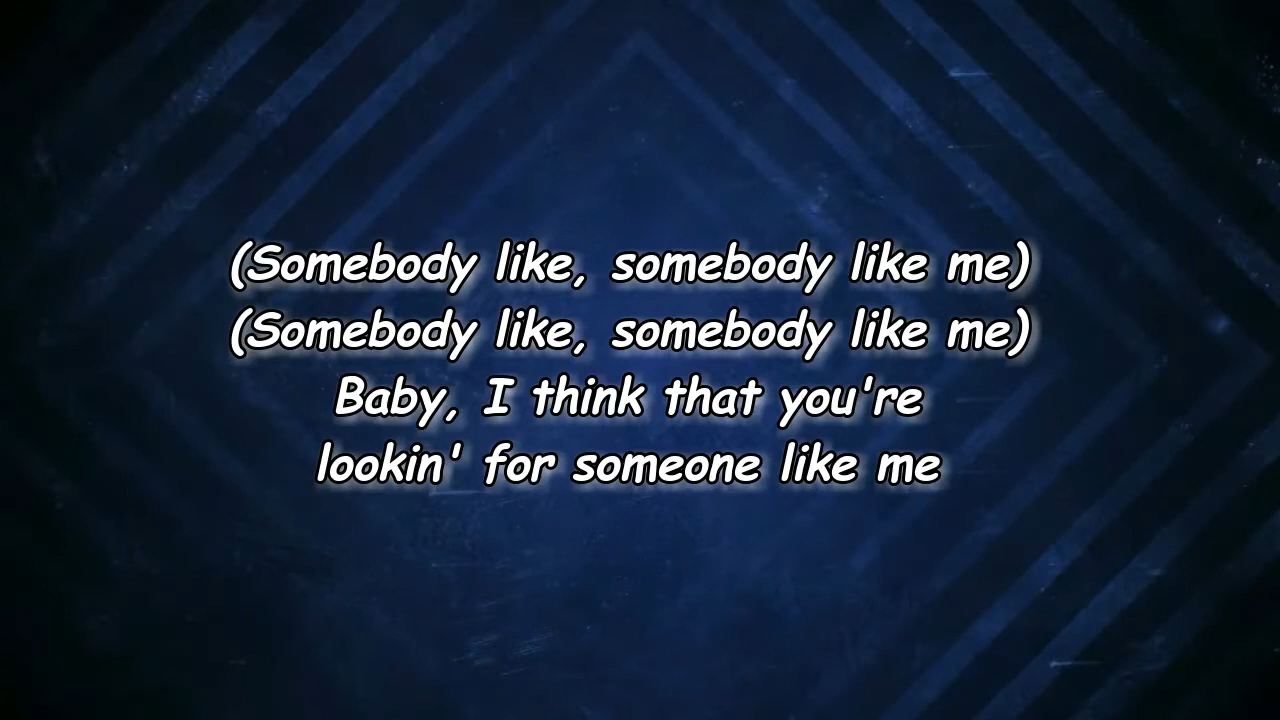 (Somebody like, somebody like me)
(Somebody like, somebody like me)
Baby, I think that you're
lookin' for someone like me